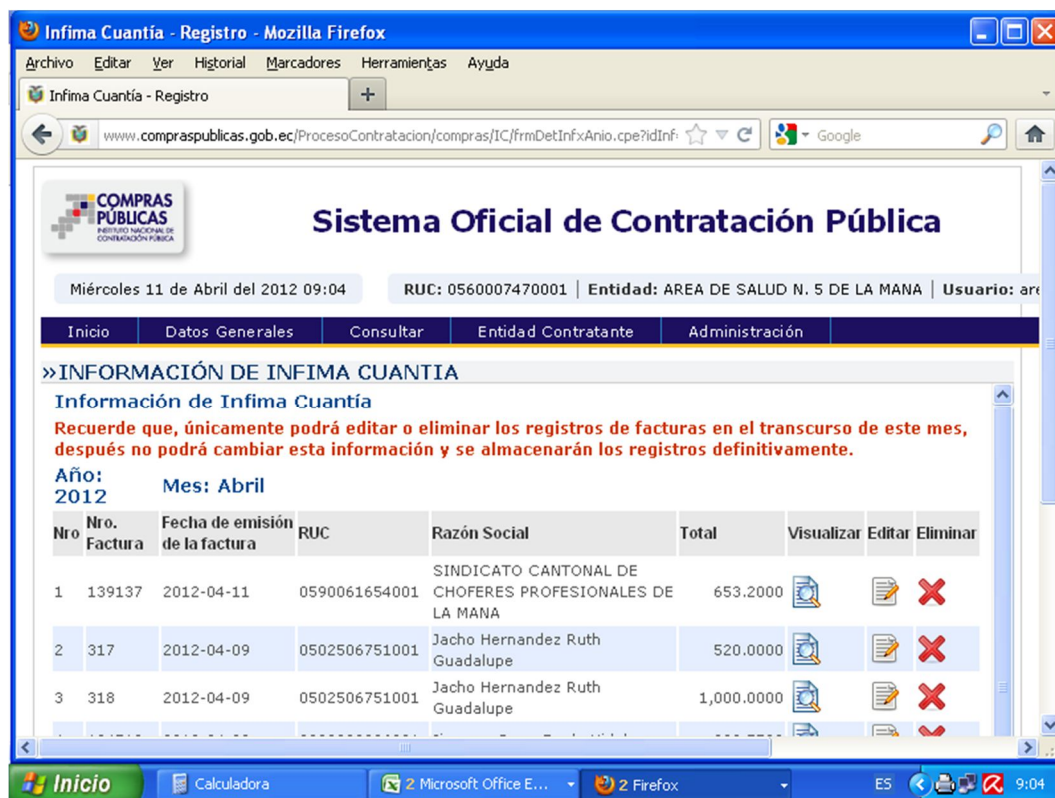 Infima Cuantía - Registro - Mozilla Firefox
Archivo Editar Ver Historial Marcadores Herramientas Ayuda
Infima Cuantía - Registro
www.compraspublicas.gob.ec/ProcesoContratacion/compras/IC/frmDetInfxAnio.cpe?idInf Google
COMPRAS
PÚBLICAS
INSTITUTO NACIONAL DE
CONTRATACIÓN PÚBLICA
Sistema Oficial de Contratación Pública
Miércoles 11 de Abril del 2012 09:04 RUC: 0560007470001 | Entidad: AREA DE SALUD N. 5 DE LA MANA | Usuario: are
Inicio Datos Generales Consultar Entidad Contratante Administración
»INFORMACIÓN DE INFIMA CUANTIA
Información de Infima Cuantía
Recuerde que, únicamente podrá editar o eliminar los registros de facturas en el transcurso de este mes,
después no podrá cambiar esta información y se almacenarán los registros definitivamente.
Año:
2012 Mes: Abril
Nro Nro. Factura Fecha de emisión de la factura RUC Razón Social Total Visualizar Editar Eliminar
1 139137 2012-04-11 0590061654001 SINDICATO CANTONAL DE CHOFERES PROFESIONALES DE LA MANA 653.2000
2 317 2012-04-09 0502506751001 Jacho Hernandez Ruth Guadalupe 520.0000
3 318 2012-04-09 0502506751001 Jacho Hernandez Ruth Guadalupe 1,000.0000
Inicio Calculadora 2 Microsoft Office E... 2 Firefox ES 9:04